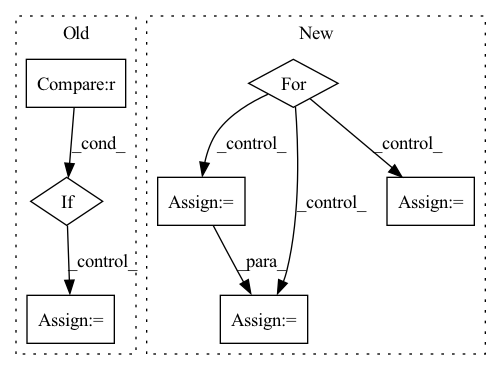 Old
New
Compare:r
For
_cond_
_control_
_control_
If
Assign:=
_control_
Assign:=
_control_
_para_
Assign:=
Assign:=